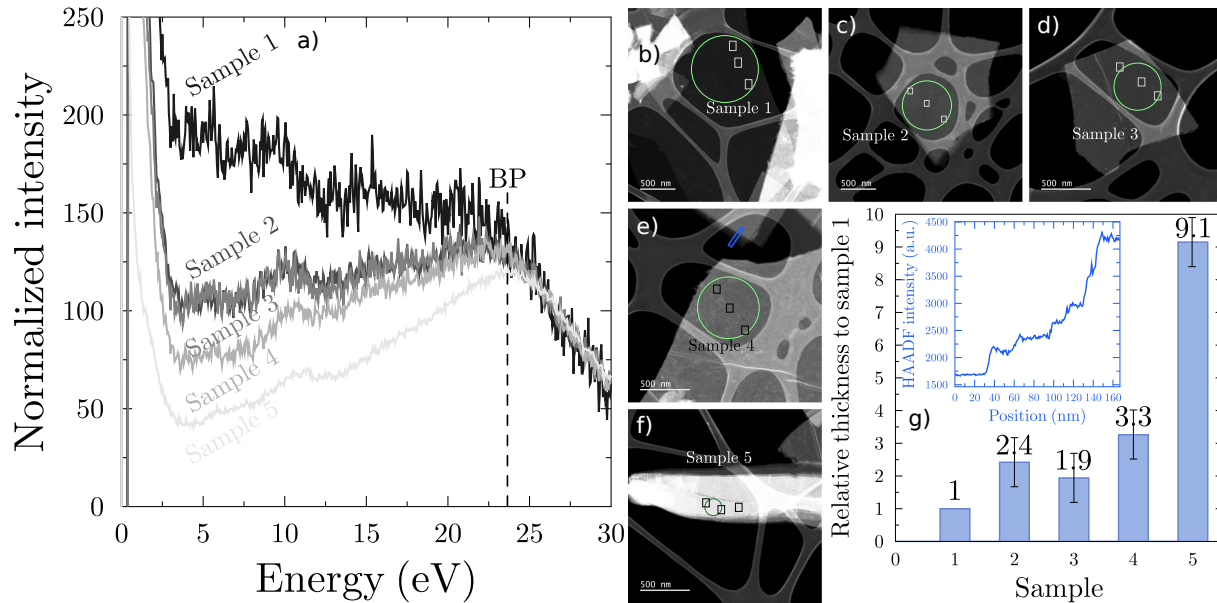 a)
Normalized intensity
250
200
150
100
50
0
Sample 1
Sample 2
Sample 3
Sample 4
Sample 5
BP
0 5 10 15 20 25 30
Energy (eV)
b)
Sample 1
500 nm
c)
Sample 2
500 nm
d)
Sample 3
500 nm
e)
Sample 4
500 nm
f)
Sample 5
500 nm
g)
Relative thickness to sample 1
10
9
8
7
6
5
4
3
2
1
0
1
2.4
1.9
3.3
9.1
0 1 2 3 4 5
Sample
HAADF intensity (a.u.)
4500
4000
3500
3000
2500
2000
1500
0 20 40 60 80 100 120 140 160
Position (nm)